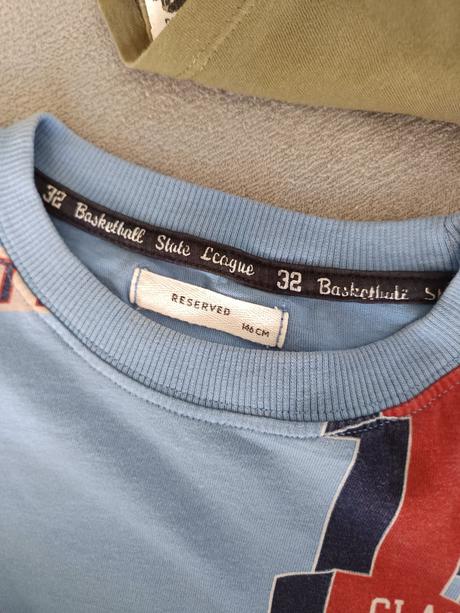 32 Basketball State League 32 Basketball
RESERVED
146 CM